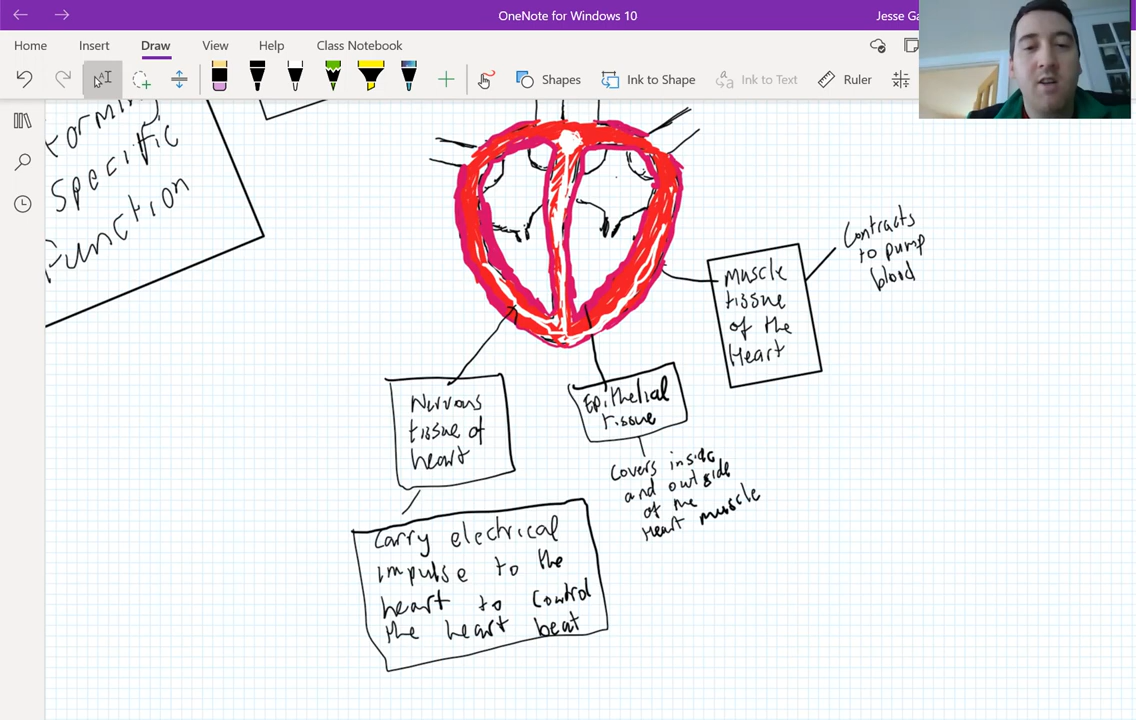 OneNote for Windows 10
Jesse Ga
Home Insert Draw View Help Class Notebook
Shapes Ink to Shape Ink to Text Ruler
Specific
Function
Contracts
to pump
blood
Muscle
tissue
of the
Heart
Nervous
tissue of
heart
Epithelial
tissue
Covers inside
and outside
of the
Heart muscle
Carry electrical
impulse to the
heart to control
the heart beat